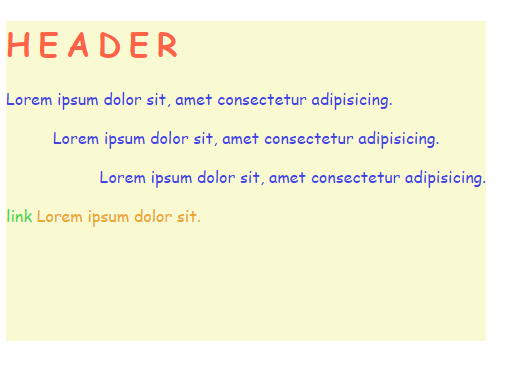 HEADER
Lorem ipsum dolor sit, amet consectetur adipisicing.
Lorem ipsum dolor sit, amet consectetur adipisicing.
Lorem ipsum dolor sit, amet consectetur adipisicing.
link Lorem ipsum dolor sit.